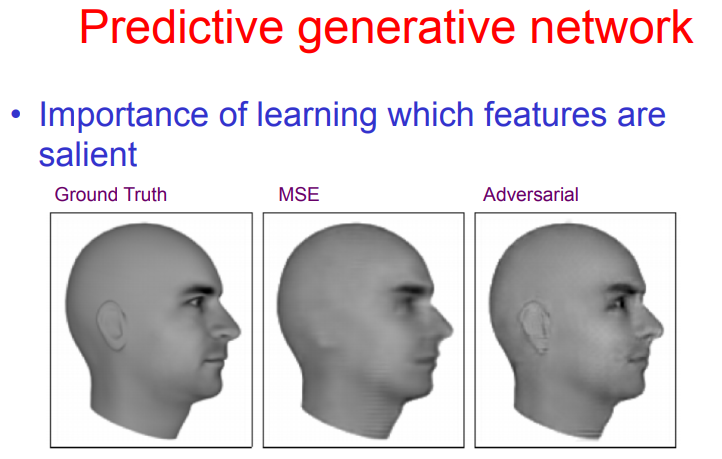 Predictive generative network
• Importance of learning which features are
salient
Ground Truth
MSE
Adversarial